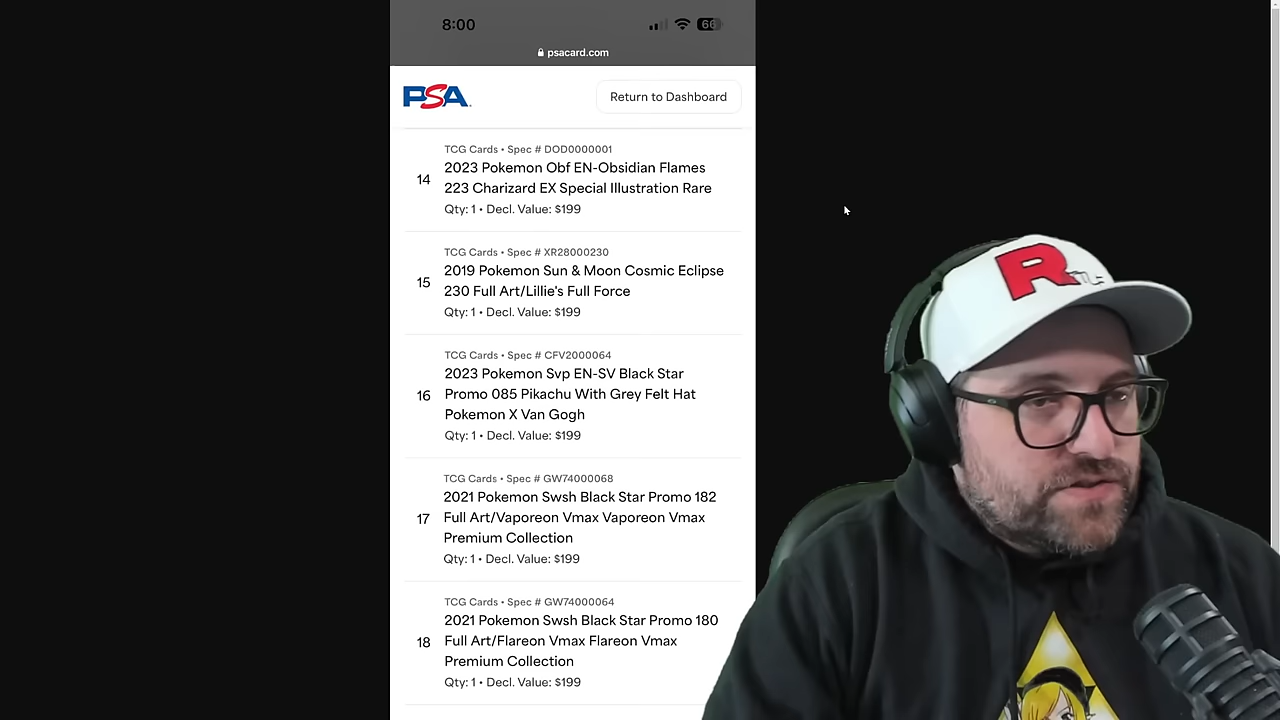 8:00
66
psacard.com
PSA
Return to Dashboard
TCG Cards • Spec # DOD0000001
14
2023 Pokemon Obf EN-Obsidian Flames
223 Charizard EX Special Illustration Rare
Qty: 1 • Decl. Value: $199
TCG Cards • Spec # XR28000230
15
2019 Pokemon Sun & Moon Cosmic Eclipse
230 Full Art/Lillie's Full Force
Qty: 1 • Decl. Value: $199
TCG Cards • Spec # CFV2000064
16
2023 Pokemon Svp EN-SV Black Star
Promo 085 Pikachu With Grey Felt Hat
Pokemon X Van Gogh
Qty: 1 • Decl. Value: $199
TCG Cards • Spec # GW74000068
17
2021 Pokemon Swsh Black Star Promo 182
Full Art/Vaporeon Vmax Vaporeon Vmax
Premium Collection
Qty: 1 • Decl. Value: $199
TCG Cards • Spec # GW74000064
18
2021 Pokemon Swsh Black Star Promo 180
Full Art/Flareon Vmax Flareon Vmax
Premium Collection
Qty: 1 • Decl. Value: $199
R